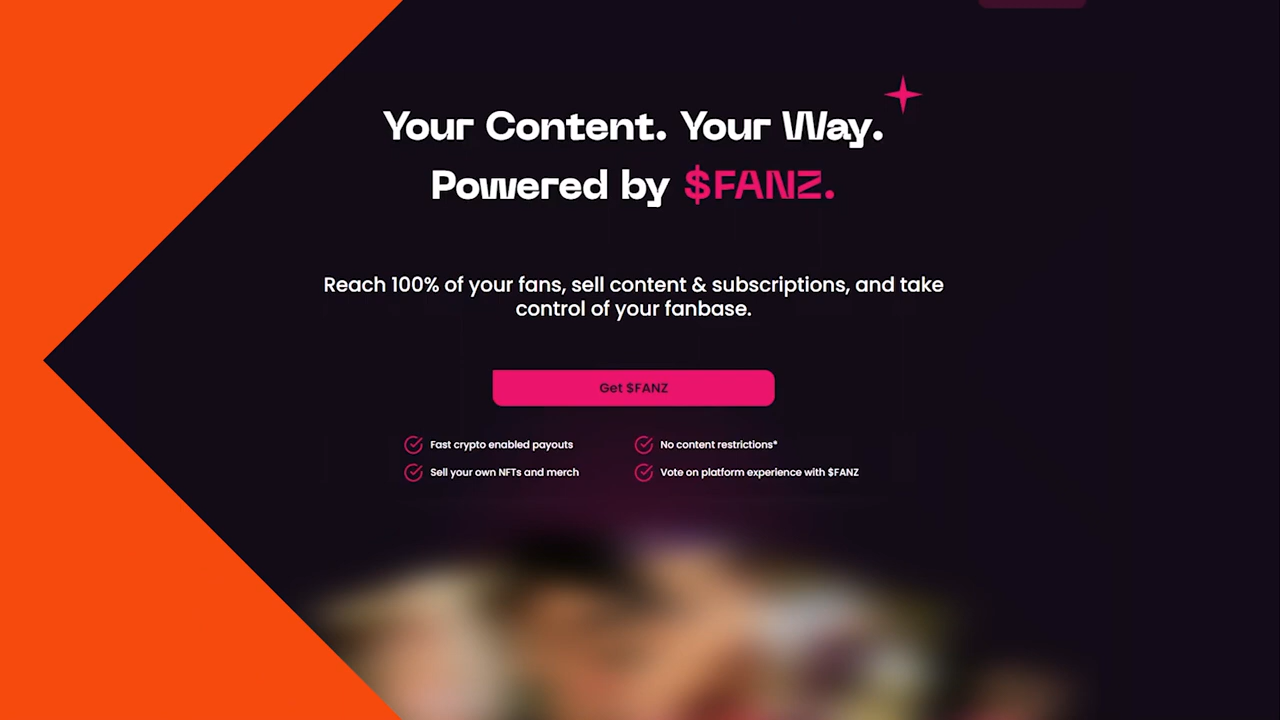 Your Content. Your Way.
Powered by $FANZ.
Reach 100% of your fans, sell content & subscriptions, and take
control of your fanbase.
Get $FANZ
Fast crypto enabled payouts
No content restrictions*
Sell your own NFTs and merch
Vote on platform experience with $FANZ